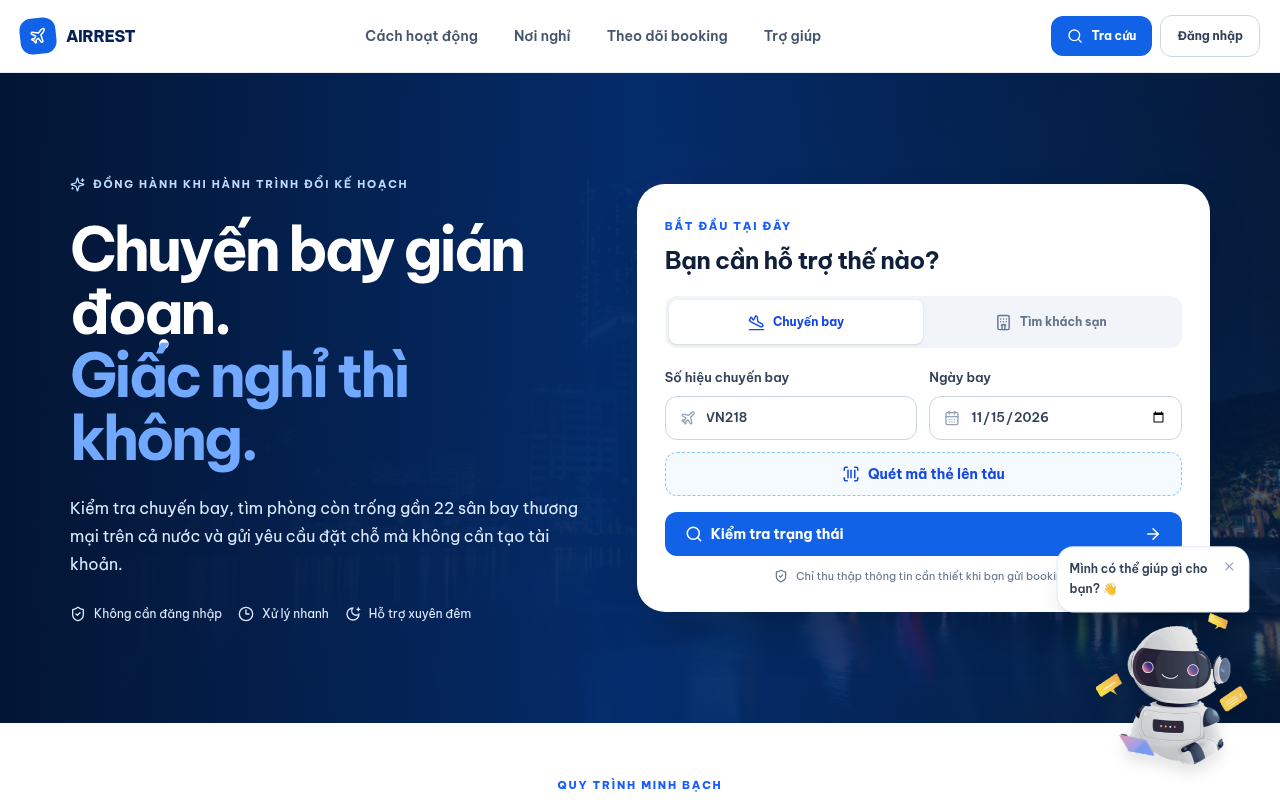 AIRREST
Cách hoạt động
Nơi nghỉ
Theo dõi booking
Trợ giúp
Tra cứu
Đăng nhập
ĐỒNG HÀNH KHI HÀNH TRÌNH ĐỔI KẾ HOẠCH
Chuyến bay gián
đoạn.
Giấc nghỉ thì
không.
Kiểm tra chuyến bay, tìm phòng còn trống gần 22 sân bay thương
mại trên cả nước và gửi yêu cầu đặt chỗ mà không cần tạo tài
khoản.
Không cần đăng nhập
Xử lý nhanh
Hỗ trợ xuyên đêm
BẮT ĐẦU TẠI ĐÂY
Bạn cần hỗ trợ thế nào?
Chuyến bay
Tìm khách sạn
Số hiệu chuyến bay
Ngày bay
VN218
11/15/2026
Quét mã thẻ lên tàu
Kiểm tra trạng thái
Chỉ thu thập thông tin cần thiết khi bạn gửi
Mình có thể giúp gì cho
bạn? 👋
QUY TRÌNH MINH BẠCH